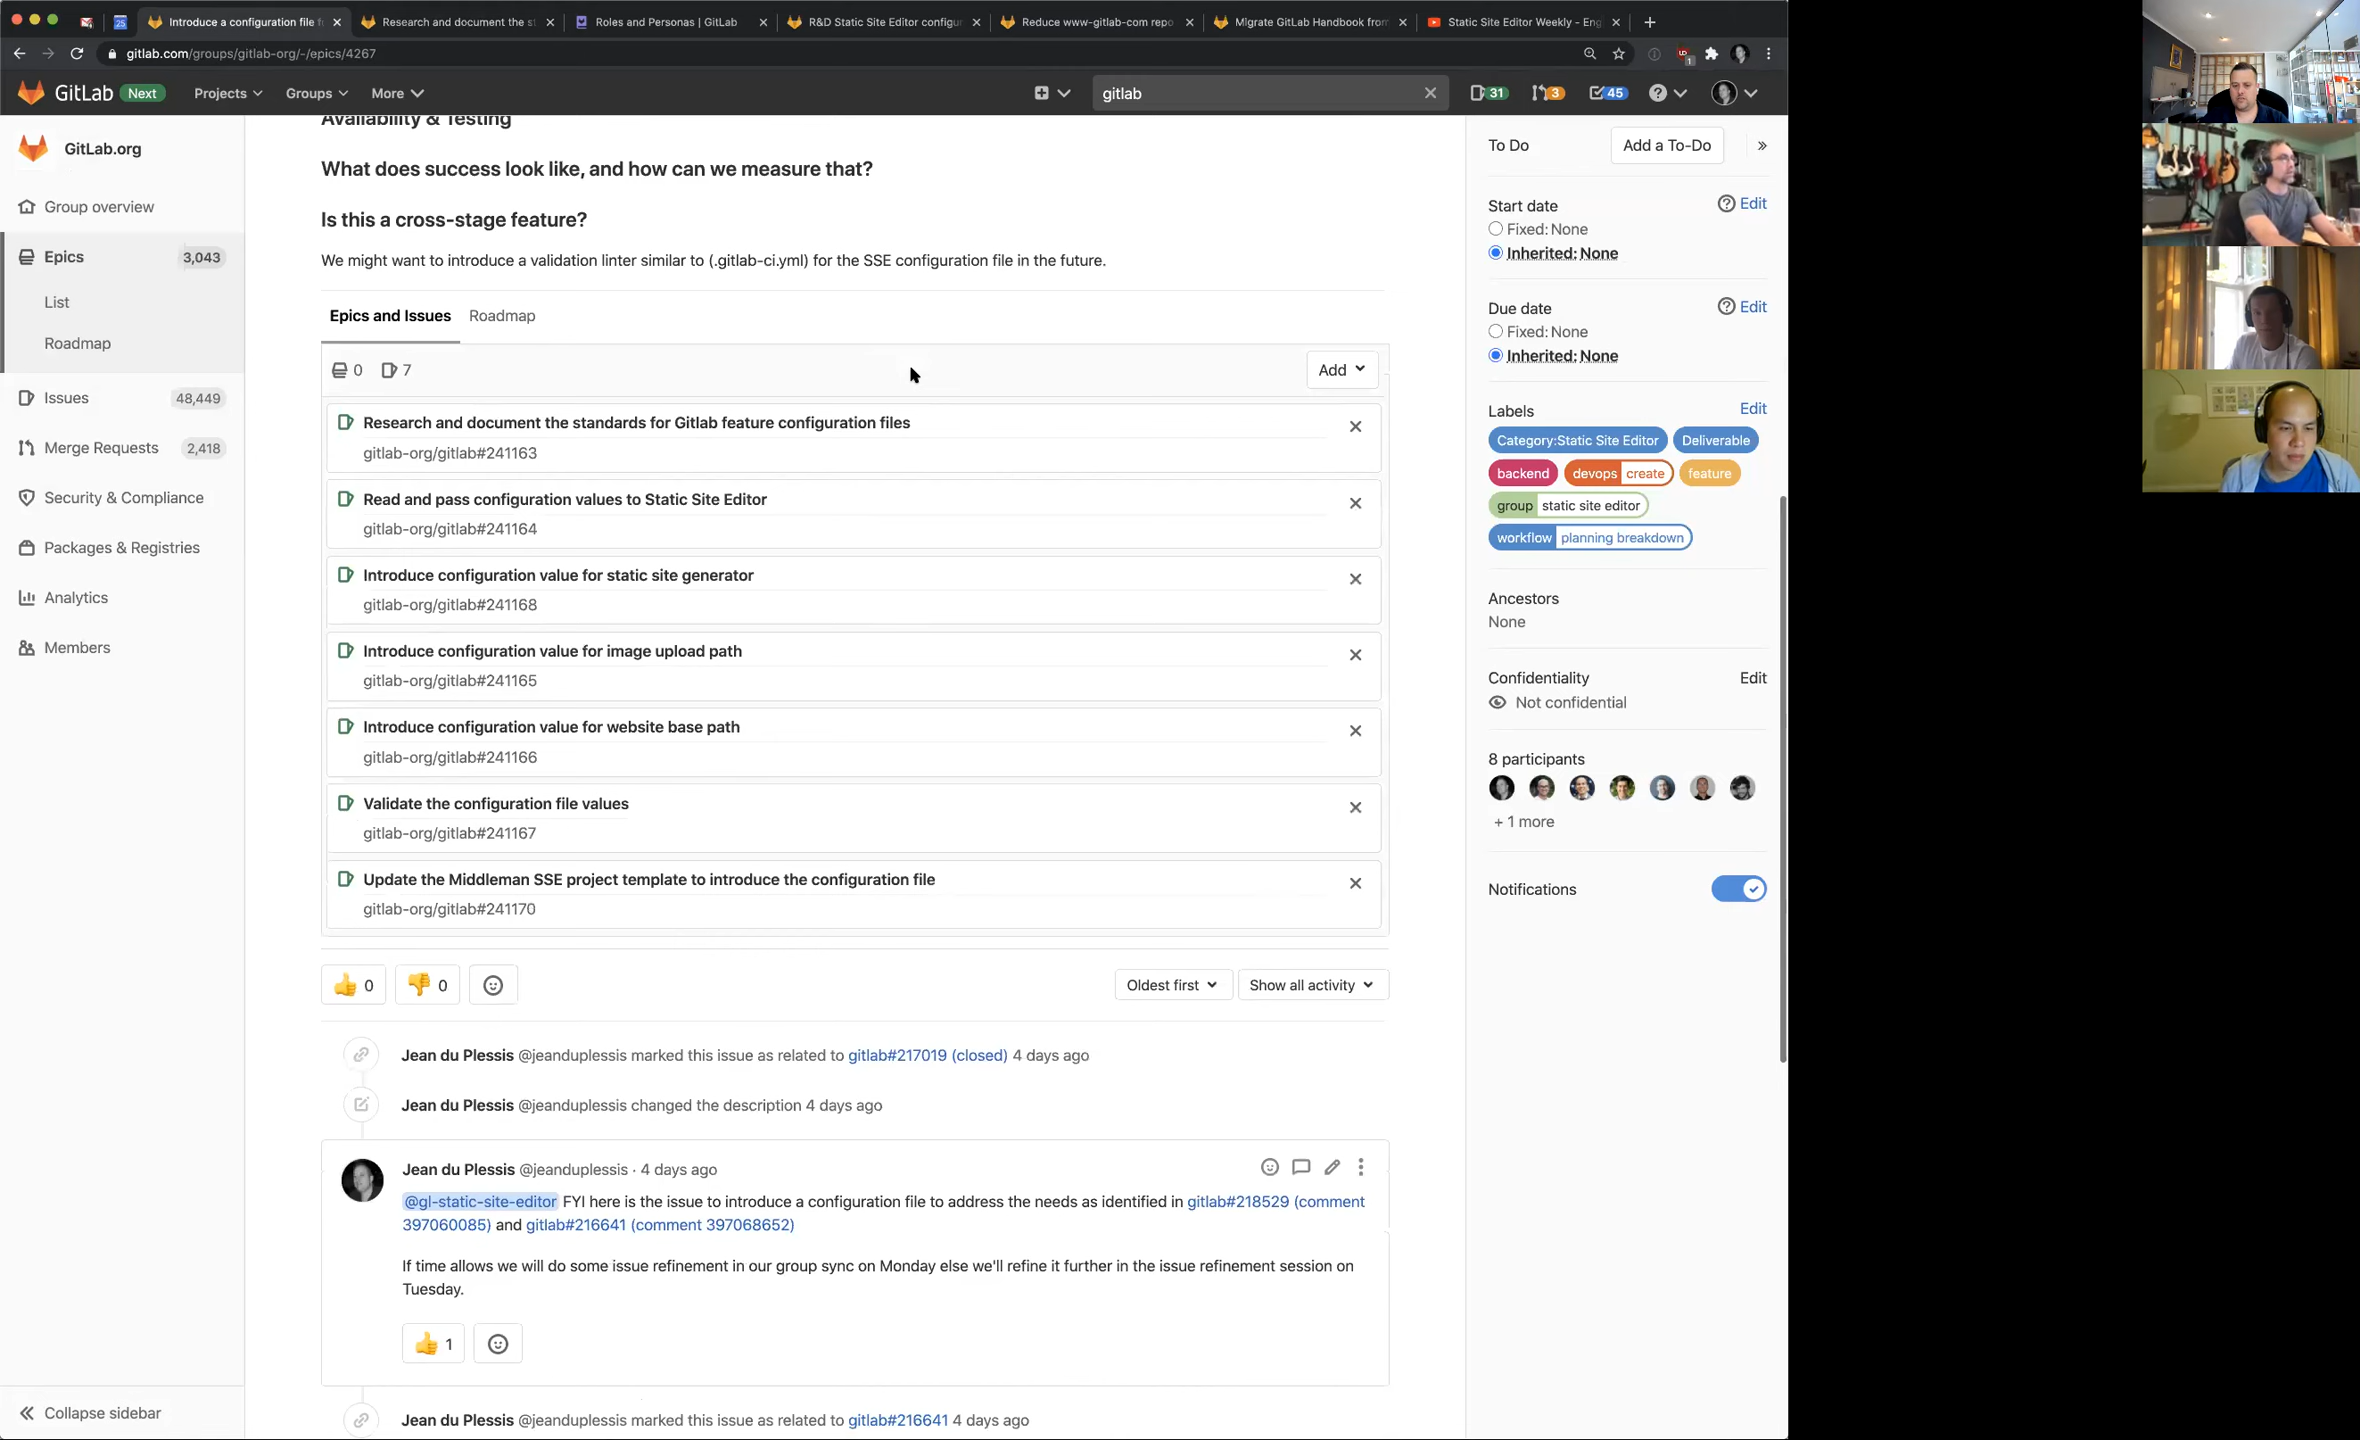 Introduce a configuration file f
Research and document the st
Roles and Personas | GitLab
R&D Static Site Editor configur
Reduce www-gitlab-com repo
Migrate GitLab Handbook from
Static Site Editor Weekly - Eng
gitlab.com/groups/gitlab-org/-/epics/4267
GitLab Next Projects Groups More gitlab 31 3 45
GitLab.org
Group overview
Epics 3,043
List
Roadmap
Issues 48,449
Merge Requests 2,418
Security & Compliance
Packages & Registries
Analytics
Members
Collapse sidebar
Availability & Testing
What does success look like, and how can we measure that?
Is this a cross-stage feature?
We might want to introduce a validation linter similar to (.gitlab-ci.yml) for the SSE configuration file in the future.
Epics and Issues Roadmap
0 7 Add
Research and document the standards for Gitlab feature configuration files
gitlab-org/gitlab#241163
Read and pass configuration values to Static Site Editor
gitlab-org/gitlab#241164
Introduce configuration value for static site generator
gitlab-org/gitlab#241168
Introduce configuration value for image upload path
gitlab-org/gitlab#241165
Introduce configuration value for website base path
gitlab-org/gitlab#241166
Validate the configuration file values
gitlab-org/gitlab#241167
Update the Middleman SSE project template to introduce the configuration file
gitlab-org/gitlab#241170
0 0 Oldest first Show all activity
Jean du Plessis @jeanduplessis marked this issue as related to gitlab#217019 (closed) 4 days ago
Jean du Plessis @jeanduplessis changed the description 4 days ago
Jean du Plessis @jeanduplessis · 4 days ago
@gl-static-site-editor FYI here is the issue to introduce a configuration file to address the needs as identified in gitlab#218529 (comment
397060085) and gitlab#216641 (comment 397068652)
If time allows we will do some issue refinement in our group sync on Monday else we'll refine it further in the issue refinement session on
Tuesday.
1
Jean du Plessis @jeanduplessis marked this issue as related to gitlab#216641 4 days ago
To Do Add a To-Do
Start date Edit
Fixed: None
Inherited: None
Due date Edit
Fixed: None
Inherited: None
Labels Edit
Category:Static Site Editor Deliverable
backend devops create feature
group static site editor
workflow planning breakdown
Ancestors
None
Confidentiality Edit
Not confidential
8 participants
+ 1 more
Notifications